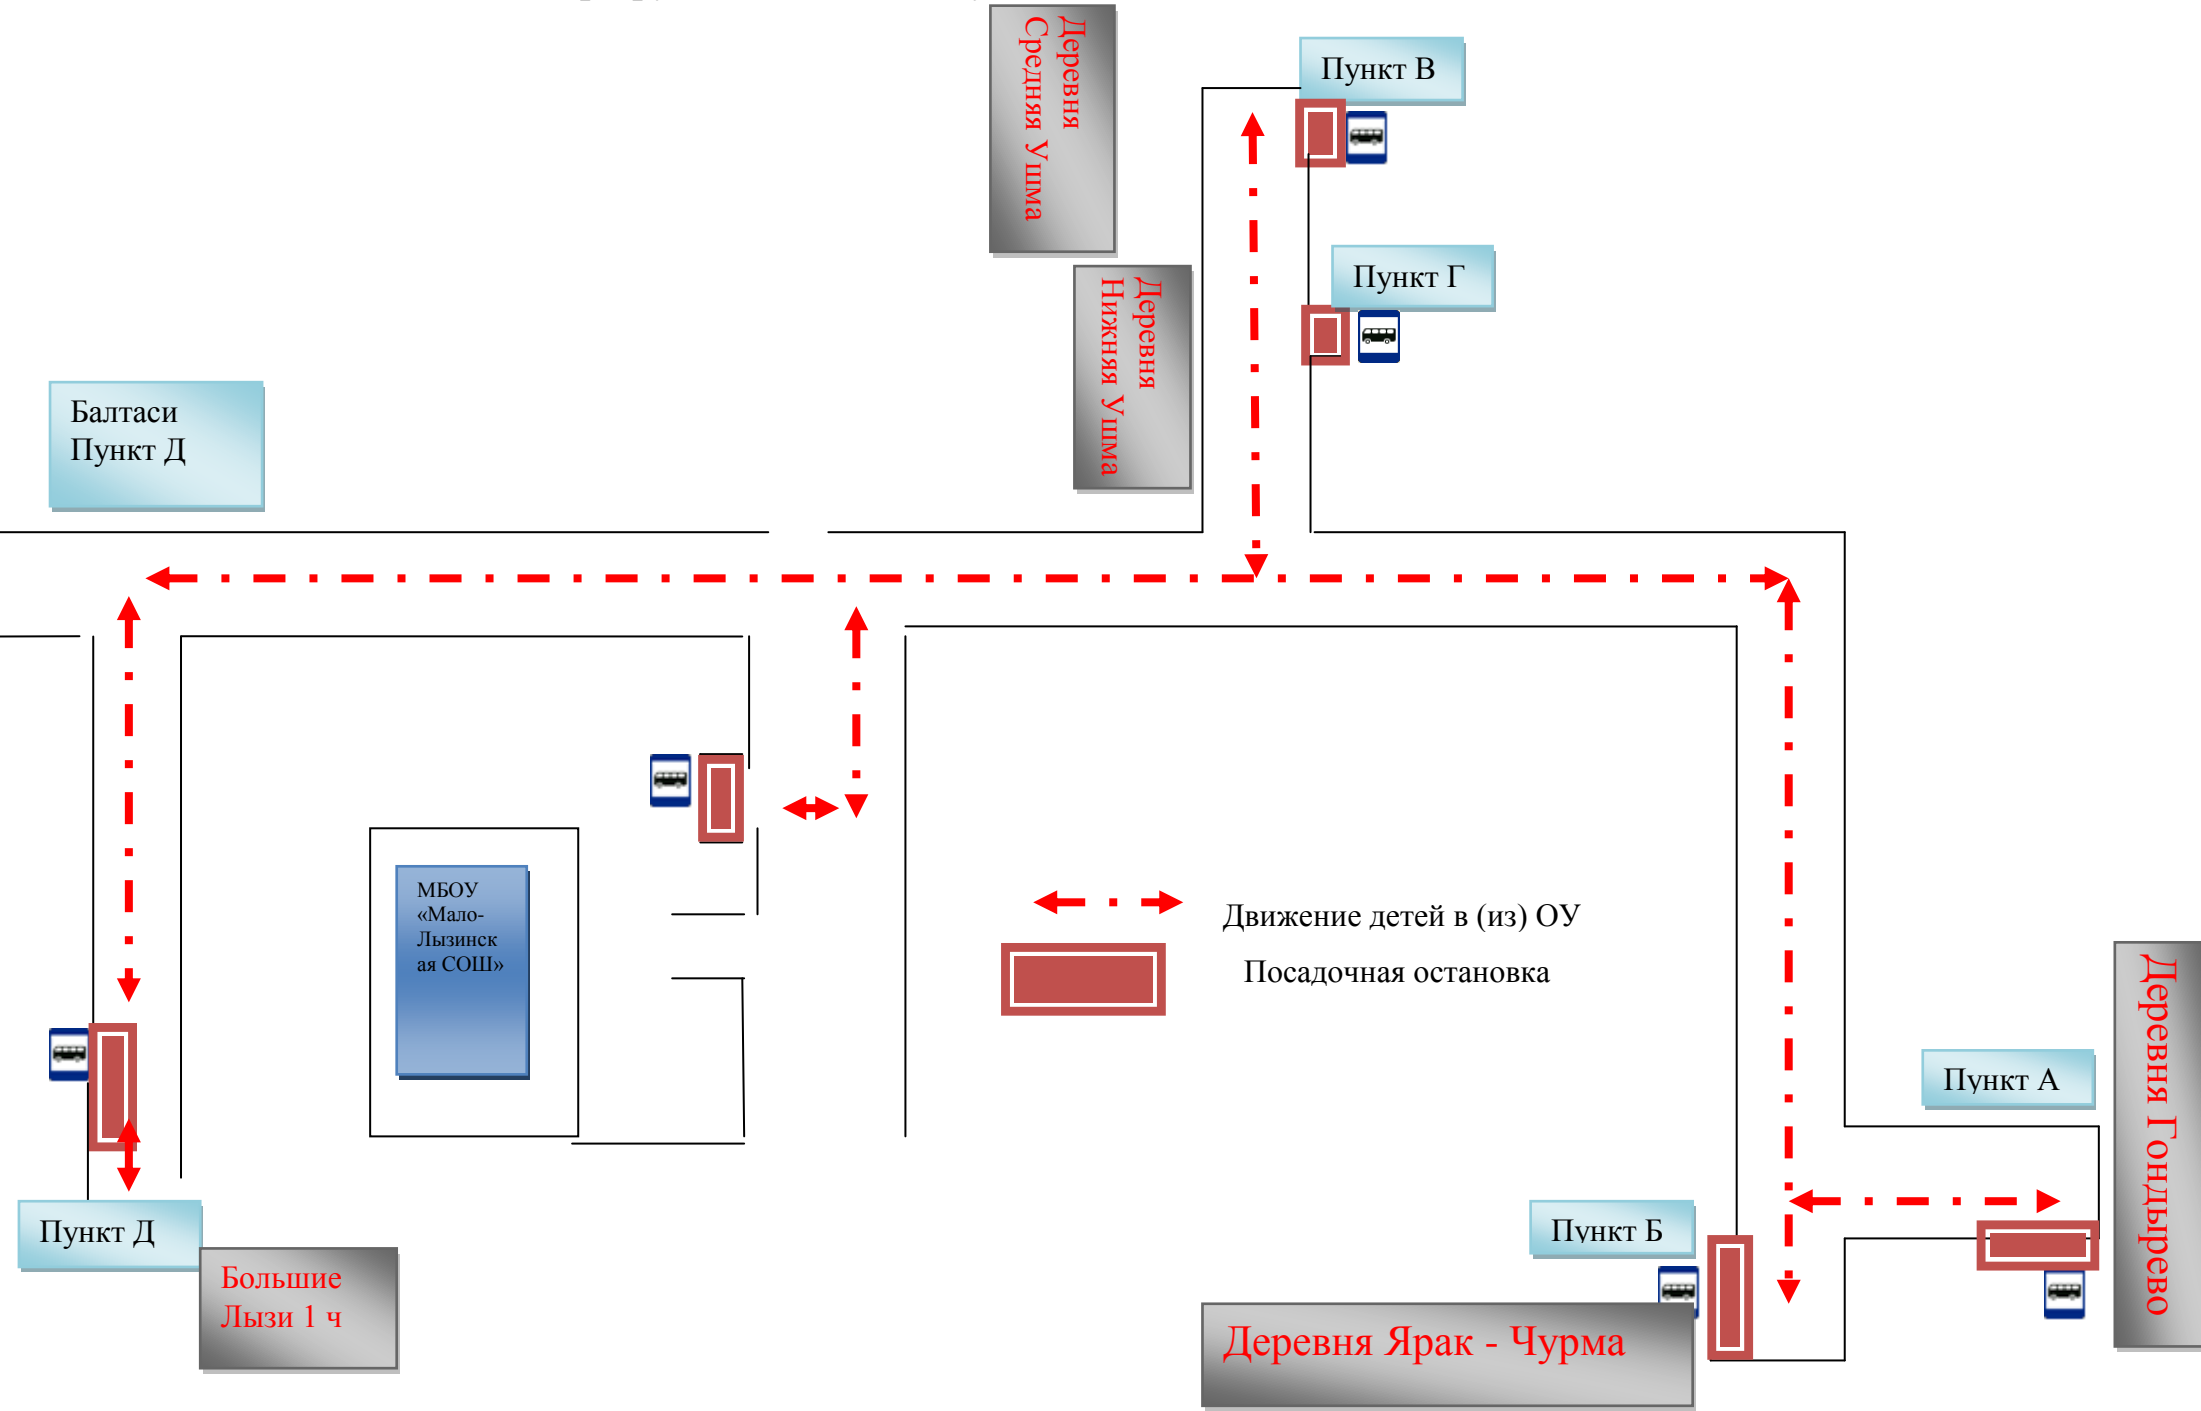 Деревня
Средняя Ушма
Пункт В
Деревня
Нижняя Ушма
Пункт Г
Балтаси
Пункт Д
МБОУ
«Мало-
Лызинск
ая СОШ»
Движение детей в (из) ОУ
Посадочная остановка
Деревня Гондырево
Пункт А
Пункт Б
Пункт Д
Большие
Лызи 1 ч
Деревня Ярак - Чурма